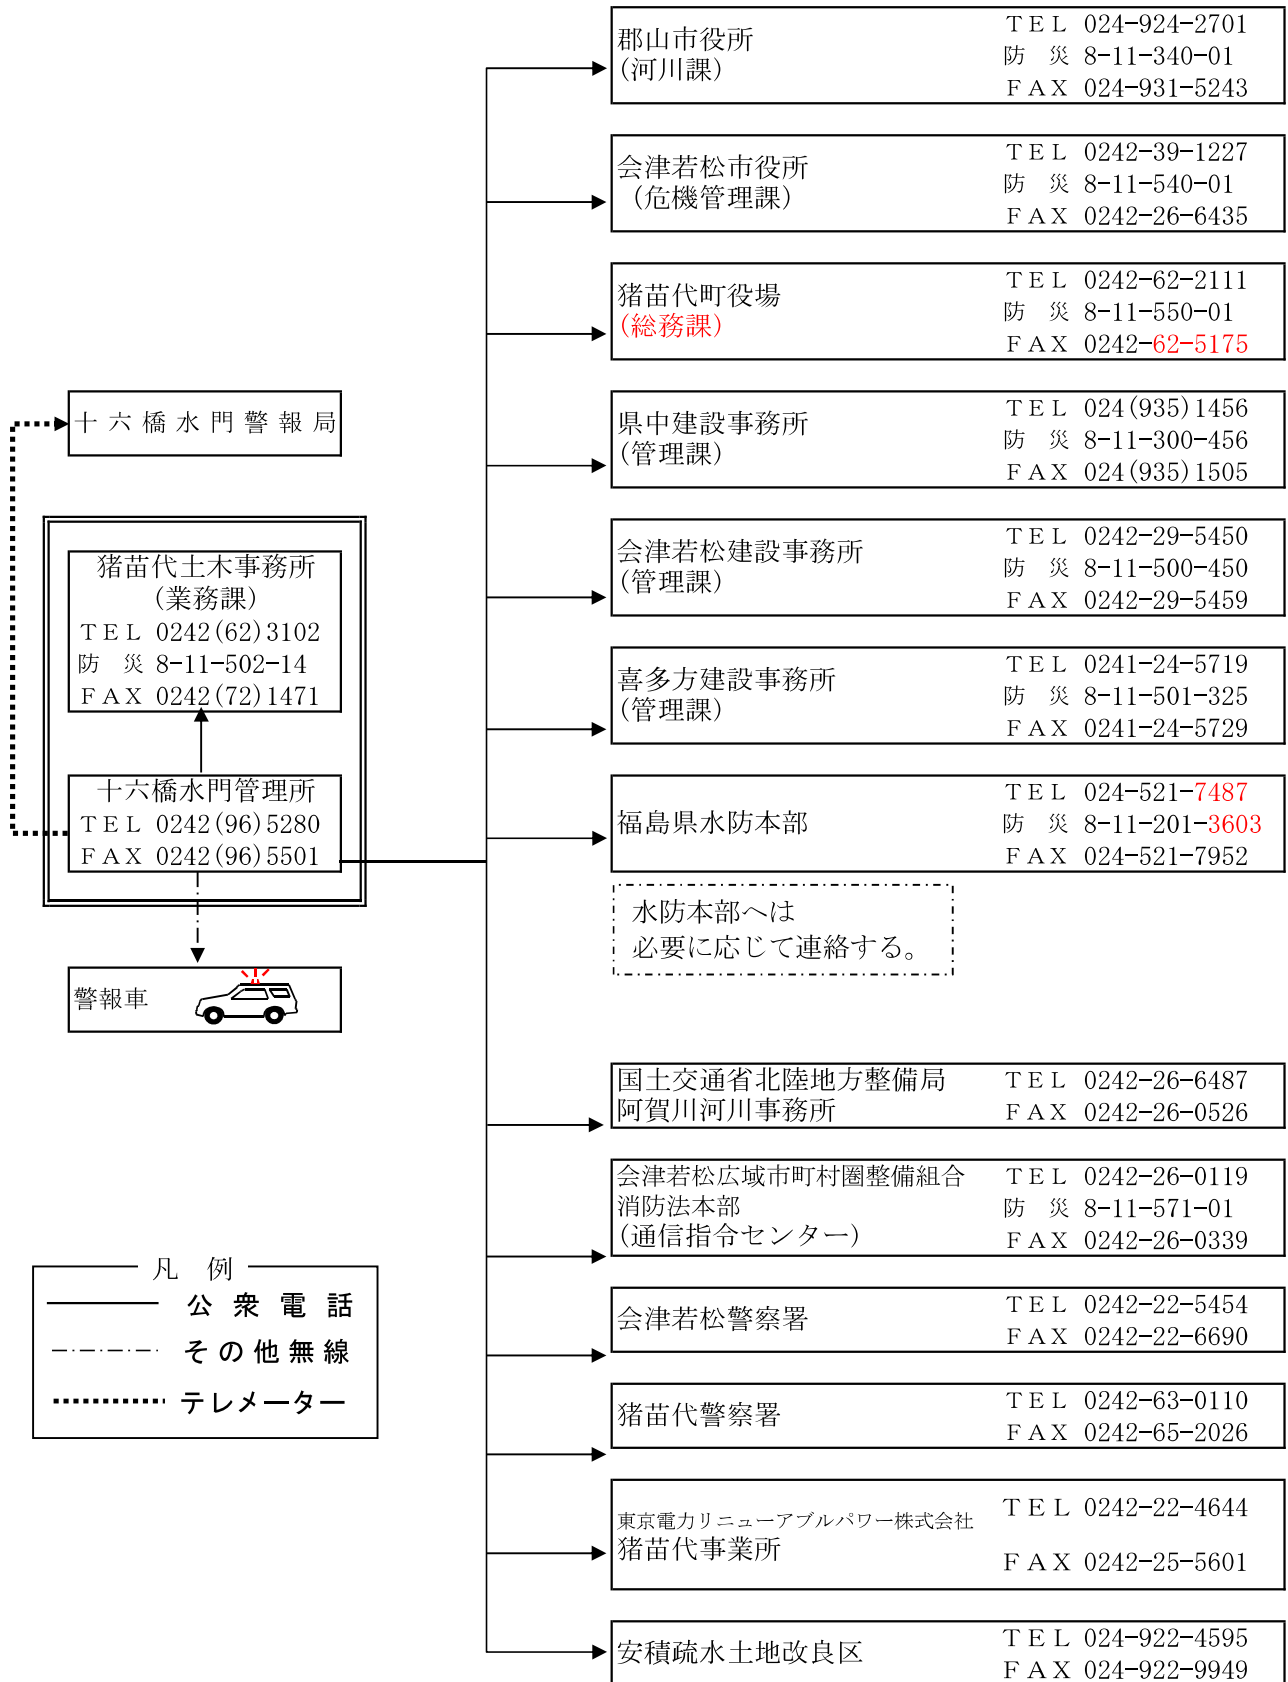 郡山市役所
(河川課)
ＴＥＬ 024-924-2701
防　災 8-11-340-01
ＦＡＸ 024-931-5243
会津若松市役所
(危機管理課)
ＴＥＬ 0242-39-1227
防　災 8-11-540-01
ＦＡＸ 0242-26-6435
猪苗代町役場
(総務課)
ＴＥＬ 0242-62-2111
防　災 8-11-550-01
ＦＡＸ 0242-62-5175
県中建設事務所
(管理課)
ＴＥＬ 024(935)1456
防　災 8-11-300-456
ＦＡＸ 024(935)1505
会津若松建設事務所
(管理課)
ＴＥＬ 0242-29-5450
防　災 8-11-500-450
ＦＡＸ 0242-29-5459
喜多方建設事務所
(管理課)
ＴＥＬ 0241-24-5719
防　災 8-11-501-325
ＦＡＸ 0241-24-5729
福島県水防本部
ＴＥＬ 024-521-7487
防　災 8-11-201-3603
ＦＡＸ 024-521-7952
水防本部へは
必要に応じて連絡する。
国土交通省北陸地方整備局
阿賀川河川事務所
ＴＥＬ 0242-26-6487
ＦＡＸ 0242-26-0526
会津若松広域市町村圏整備組合
消防法本部
(通信指令センター)
ＴＥＬ 0242-26-0119
防　災 8-11-571-01
ＦＡＸ 0242-26-0339
会津若松警察署
ＴＥＬ 0242-22-5454
ＦＡＸ 0242-22-6690
猪苗代警察署
ＴＥＬ 0242-63-0110
ＦＡＸ 0242-65-2026
東京電力リニューアブルパワー株式会社
猪苗代事業所
ＴＥＬ 0242-22-4644
ＦＡＸ 0242-25-5601
安積疏水土地改良区
ＴＥＬ 024-922-4595
ＦＡＸ 024-922-9949
十六橋水門警報局
猪苗代土木事務所
(業務課)
ＴＥＬ 0242(62)3102
防　災 8-11-502-14
ＦＡＸ 0242(72)1471
十六橋水門管理所
ＴＥＬ 0242(96)5280
ＦＡＸ 0242(96)5501
警報車
凡　例
公衆電話
その他無線
テレメーター